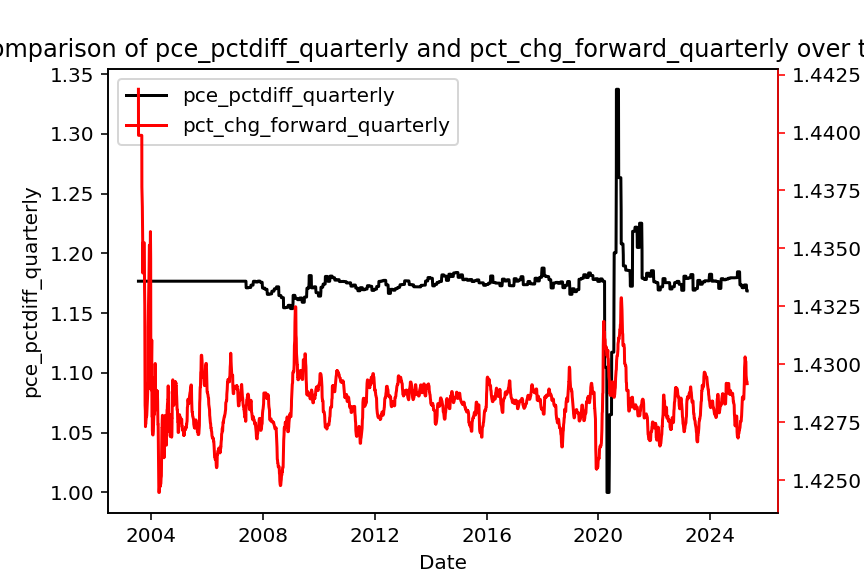 omparison of pce_pctdiff_quarterly and pct_chg_forward_quarterly over t
pce_pctdiff_quarterly
pct_chg_forward_quarterly
1.35
1.30
1.25
1.20
1.15
1.10
1.05
1.00
pce_pctdiff_quarterly
1.4425
1.4400
1.4375
1.4350
1.4325
1.4300
1.4275
1.4250
2004 2008 2012 2016 2020 2024
Date